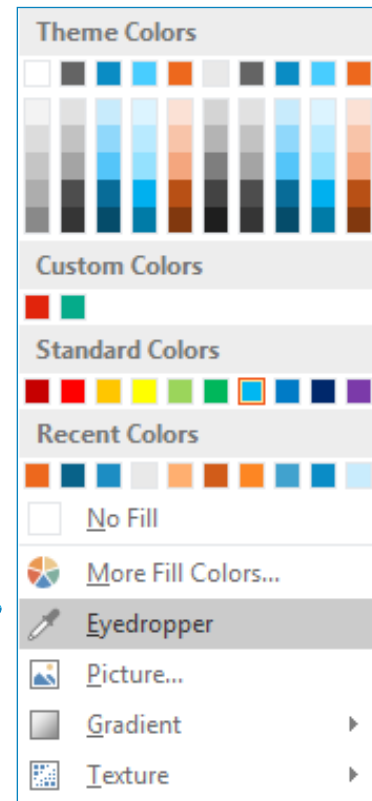 Theme Colors
Custom Colors
Standard Colors
Recent Colors
No Fill
More Fill Colors...
Eyedropper
Picture...
Gradient
Texture